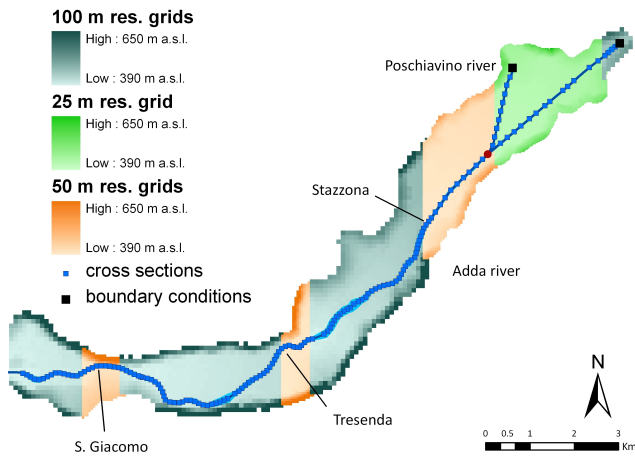 100 m res. grids
High : 650 m a.s.l.
Low : 390 m a.s.l.
25 m res. grid
High : 650 m a.s.l.
Low : 390 m a.s.l.
50 m res. grids
High : 650 m a.s.l.
Low : 390 m a.s.l.
cross sections
boundary conditions
Poschiavino river
Stazzona
Adda river
Tresenda
S. Giacomo
N
0 0.5 1 2 3
Km